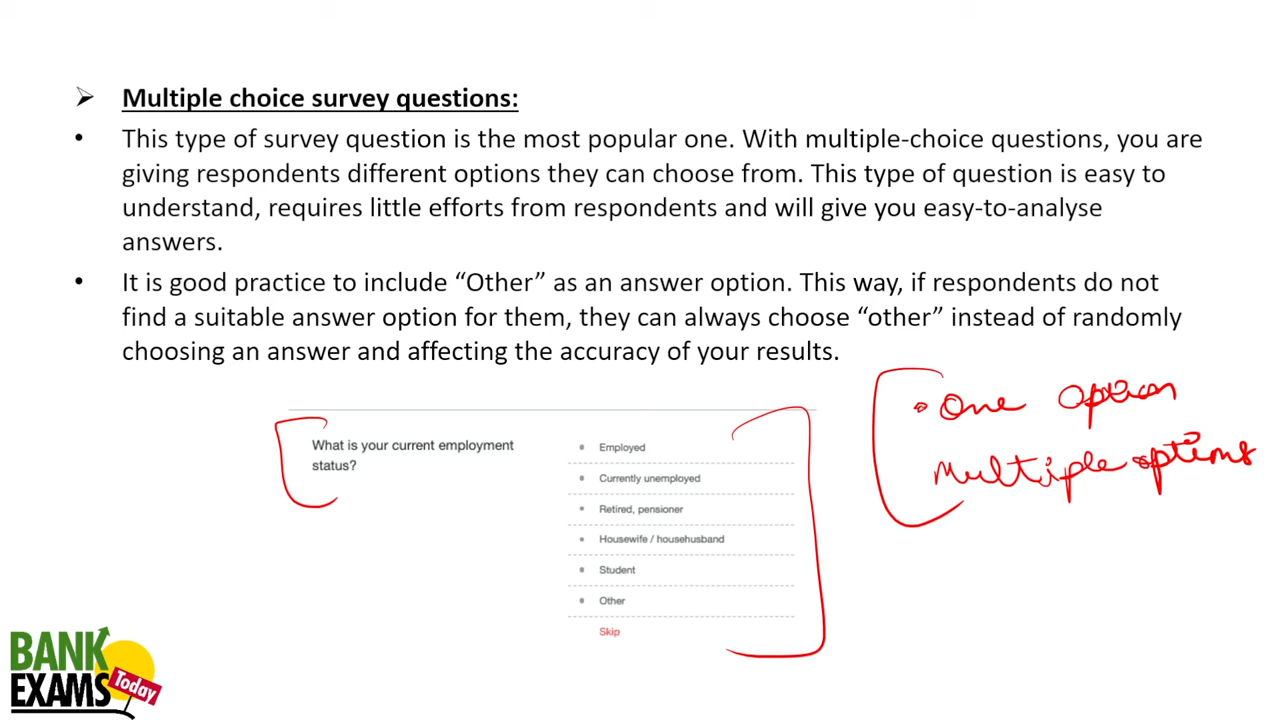 Multiple choice survey questions:
This type of survey question is the most popular one. With multiple-choice questions, you are
giving respondents different options they can choose from. This type of question is easy to
understand, requires little efforts from respondents and will give you easy-to-analyse
answers.
It is good practice to include “Other” as an answer option. This way, if respondents do not
find a suitable answer option for them, they can always choose “other” instead of randomly
choosing an answer and affecting the accuracy of your results.
One option
Multiple options
What is your current employment
status?
Employed
Currently unemployed
Retired, pensioner
Housewife / househusband
Student
Other
Skip
BANK
EXAMS
Today